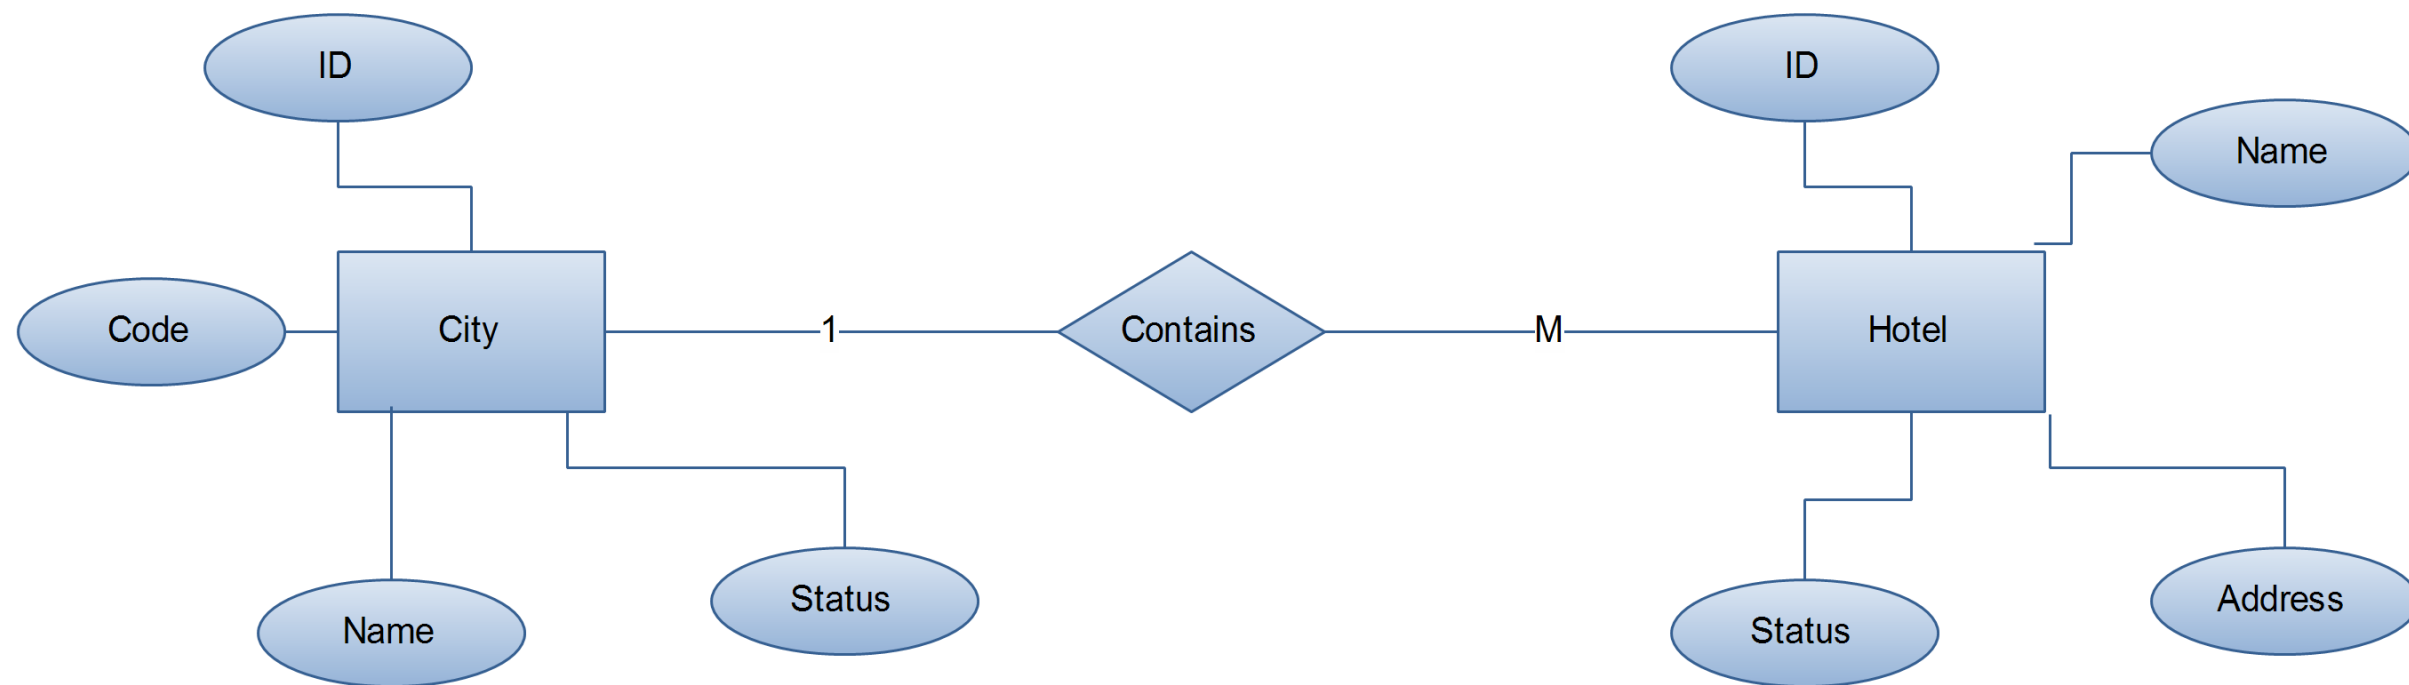 ID
ID
Name
Code
City
1
Contains
M
Hotel
Status
Address
Name
Status